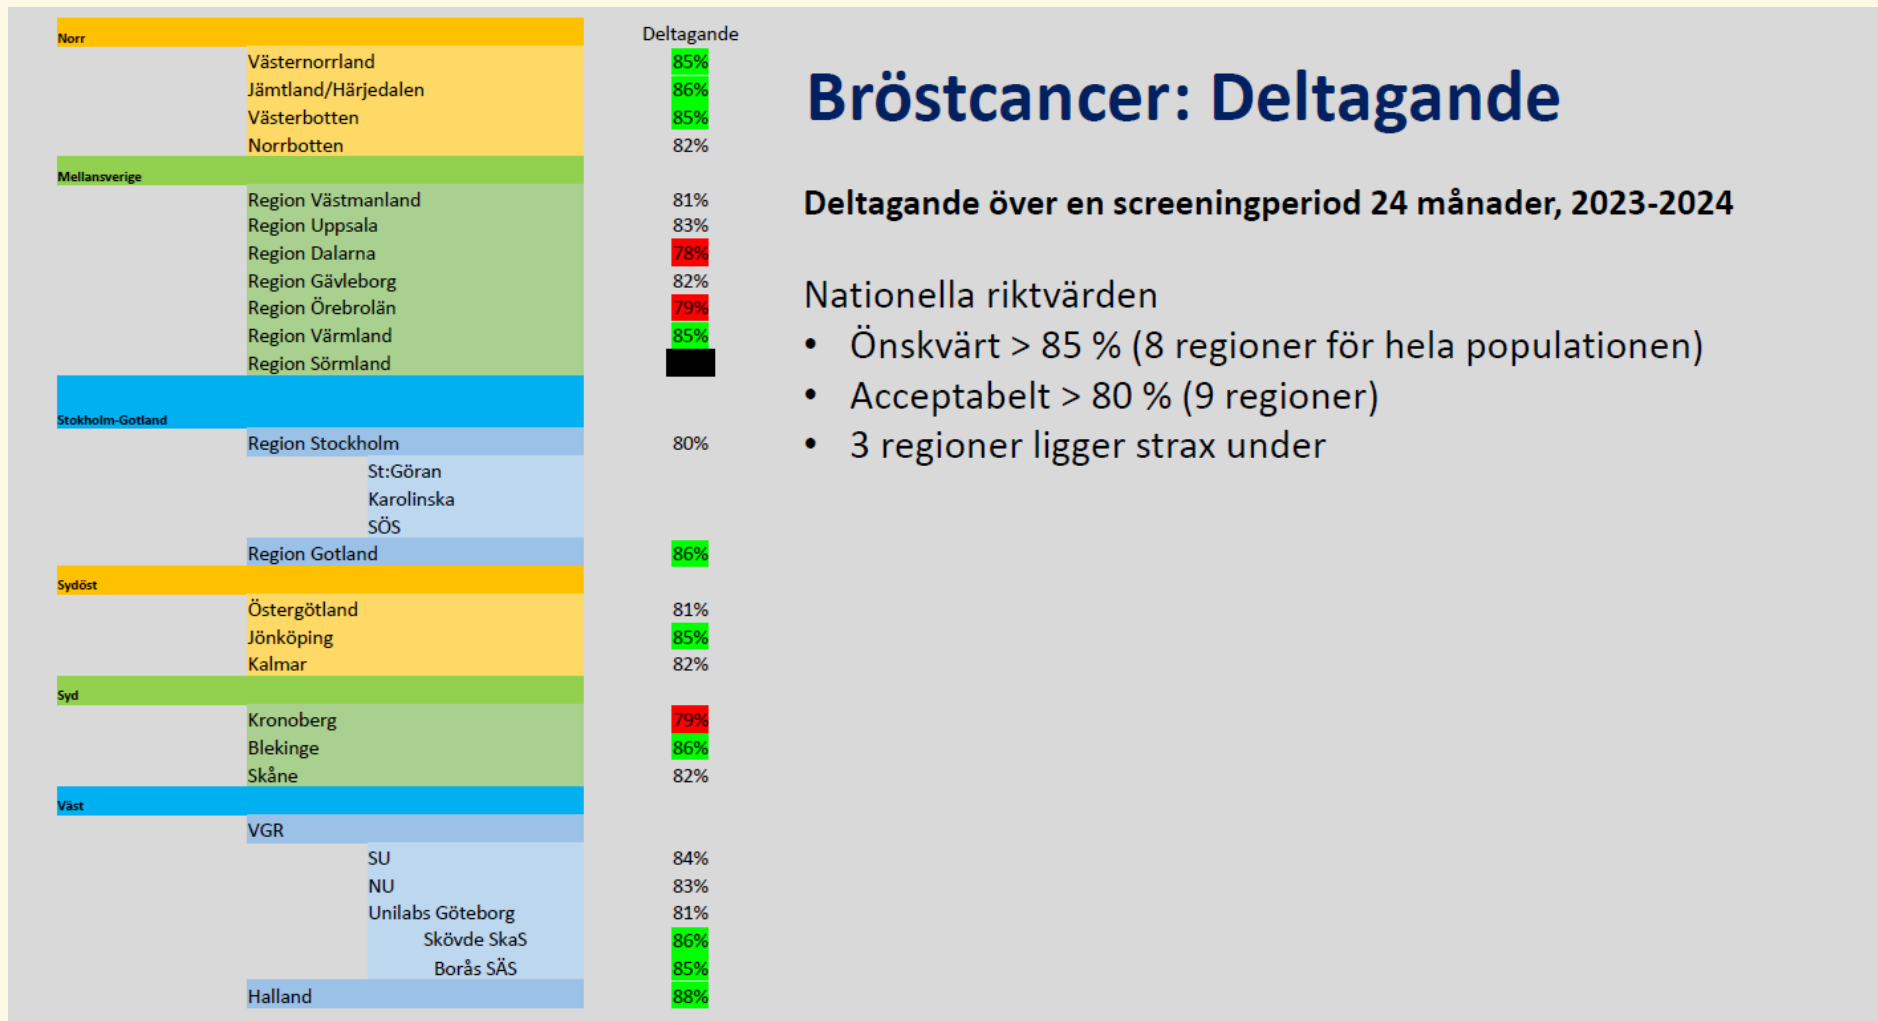 Norr
Deltagande
Västernorrland 85%
Jämtland/Härjedalen 86%
Västerbotten 85%
Norrbotten 82%
Mellansverige
Region Västmanland 81%
Region Uppsala 83%
Region Dalarna 78%
Region Gävleborg 82%
Region Örebrolän 79%
Region Värmland 85%
Region Sörmland
Stokholm-Gotland
Region Stockholm 80%
St:Göran
Karolinska
SÖS
Region Gotland 86%
Sydöst
Östergötland 81%
Jönköping 85%
Kalmar 82%
Syd
Kronoberg 79%
Blekinge 86%
Skåne 82%
Väst
VGR
SU 84%
NU 83%
Unilabs Göteborg 81%
Skövde SkaS 86%
Borås SÄS 85%
Halland 88%
Bröstcancer: Deltagande
Deltagande över en screeningperiod 24 månader, 2023-2024
Nationella riktvärden
• Önskvärt > 85 % (8 regioner för hela populationen)
• Acceptabelt > 80 % (9 regioner)
• 3 regioner ligger strax under